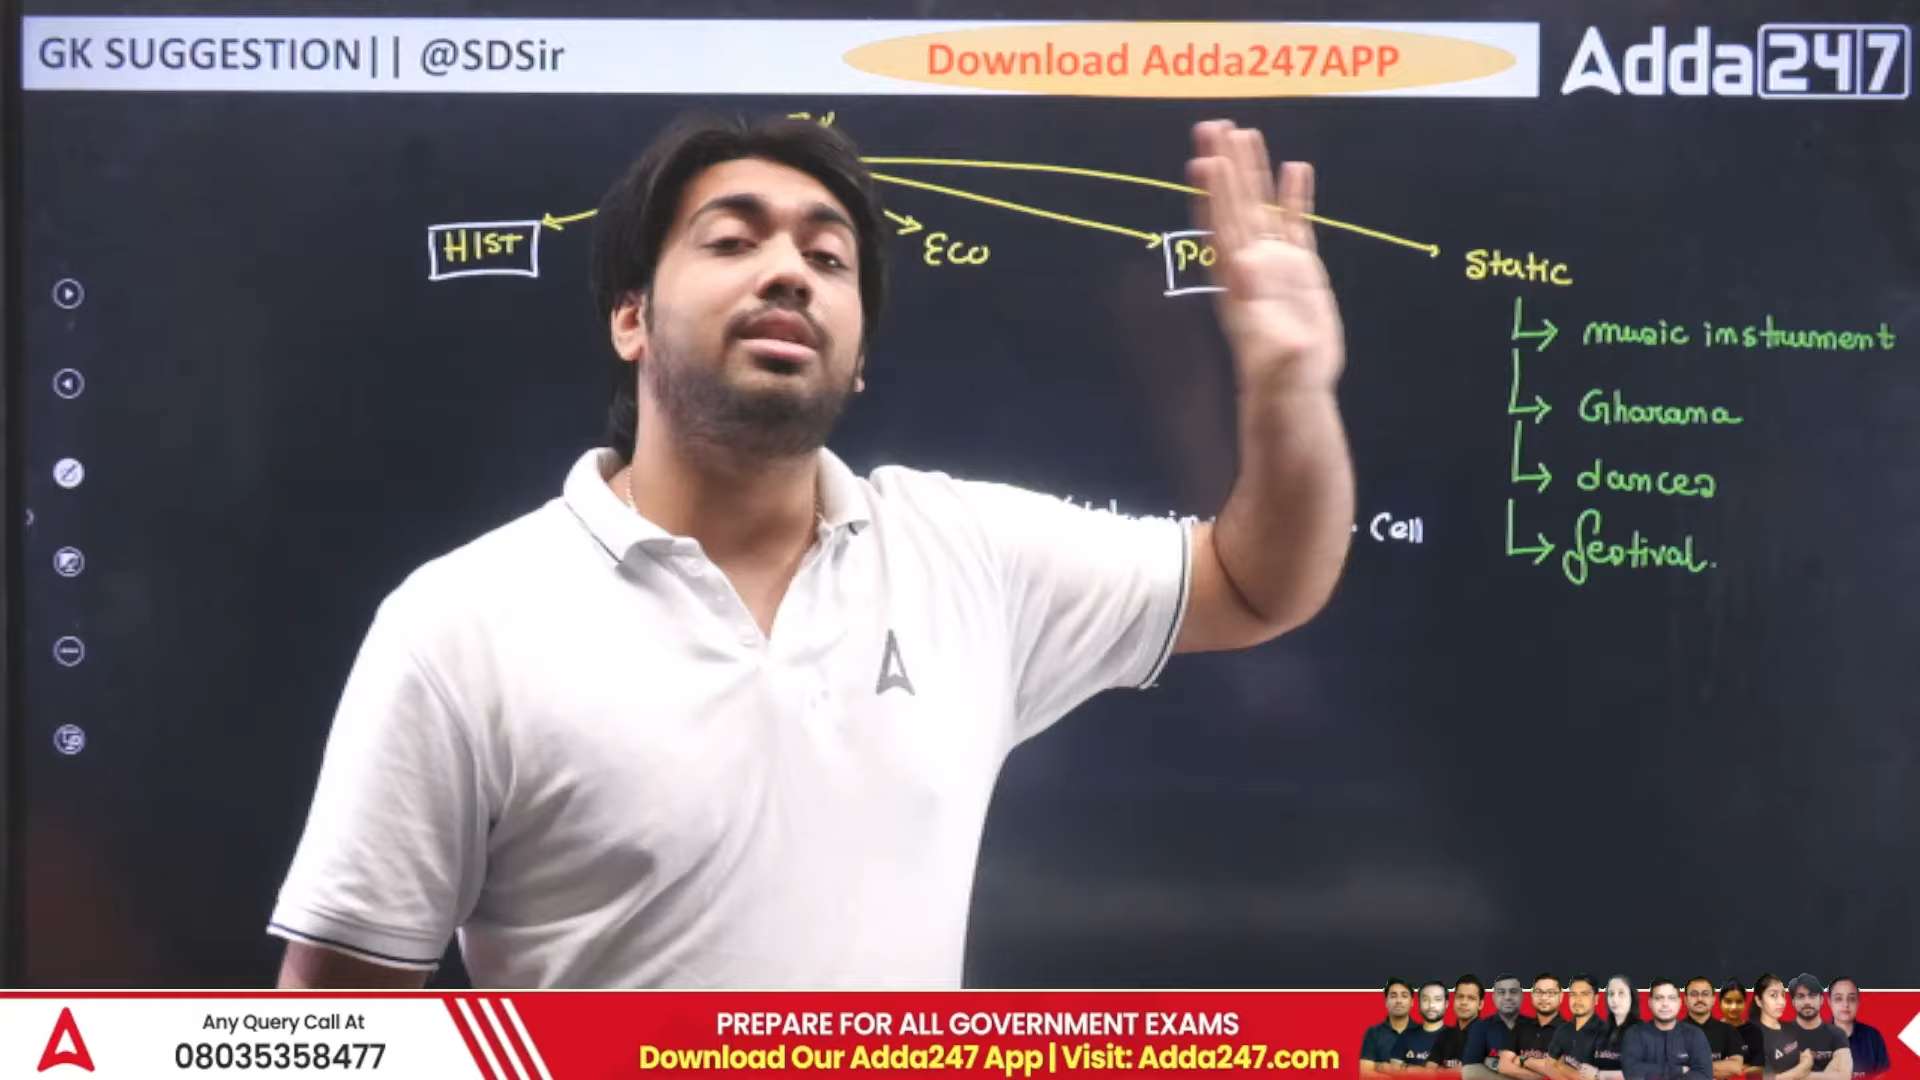 GK SUGGESTION|| @SDSir
Download Adda247APP
Adda247
HIST
Eco
Static
music instrument
Gharana
dances
Cell
festival.
Any Query Call At
08035358477
PREPARE FOR ALL GOVERNMENT EXAMS
Download Our Adda247 App | Visit: Adda247.com